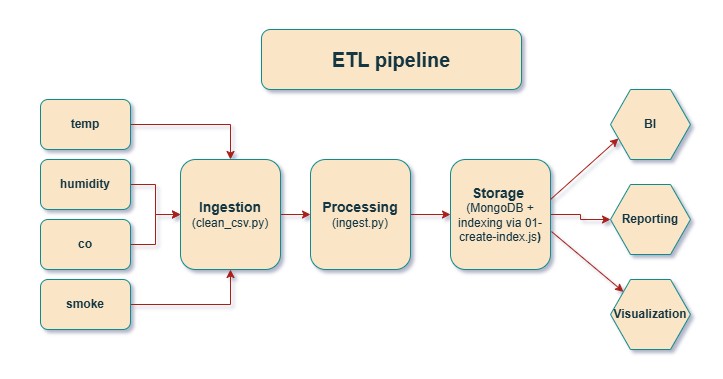 ETL pipeline
temp
humidity
co
smoke
Ingestion
(clean_csv.py)
Processing
(ingest.py)
Storage
(MongoDB +
indexing via 01-
create-index.js)
BI
Reporting
Visualization